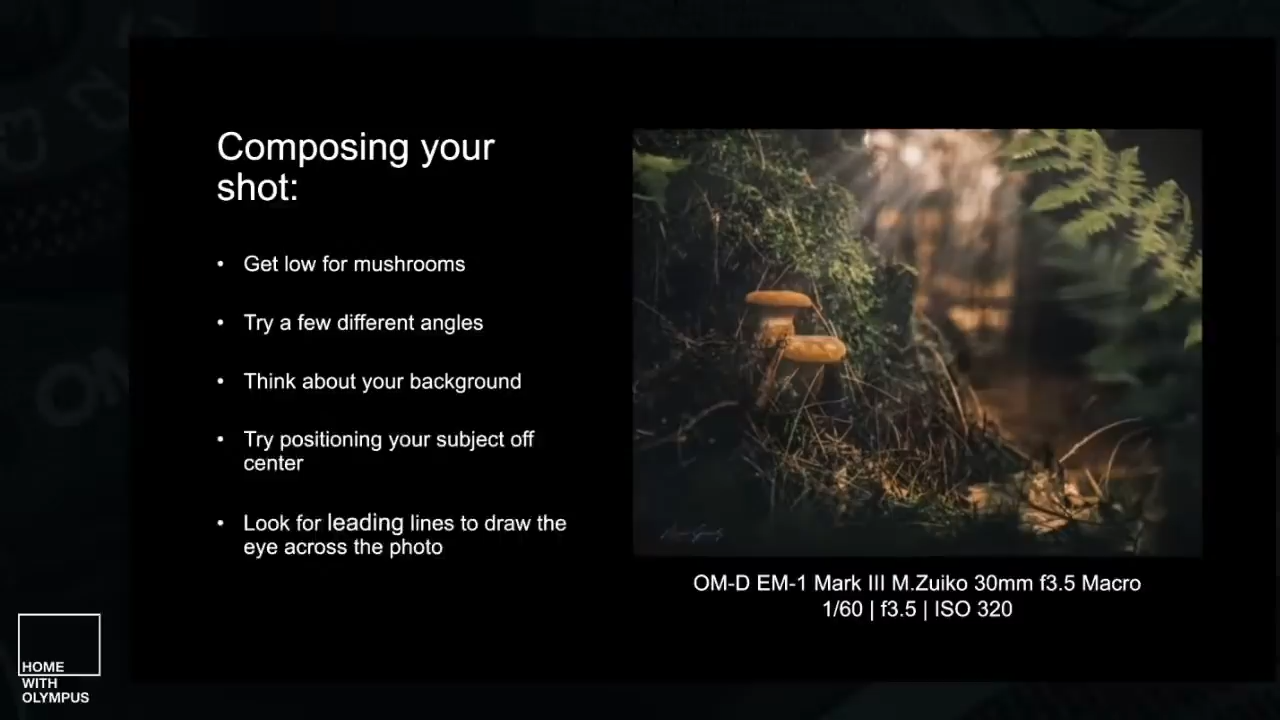 Composing your
shot:
• Get low for mushrooms
• Try a few different angles
• Think about your background
• Try positioning your subject off
center
• Look for leading lines to draw the
eye across the photo
OM-D EM-1 Mark III M.Zuiko 30mm f3.5 Macro
1/60 | f3.5 | ISO 320
HOME
WITH
OLYMPUS